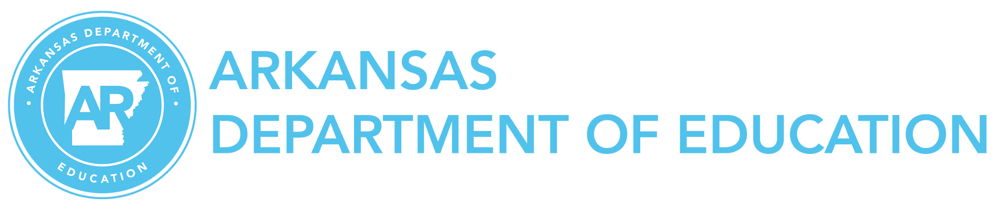 • ARKANSAS DEPARTMENT OF •
AR
EDUCATION
ARKANSAS
DEPARTMENT OF EDUCATION